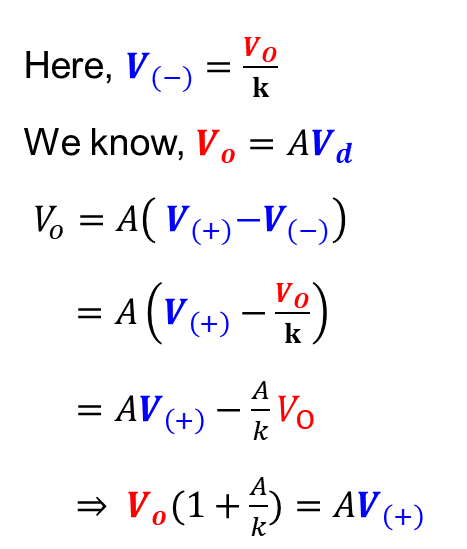 Here, V(−) = Vo/k
We know, Vo = AVd
Vo = A( V(+)−V(−))
= A(V(+) − Vo/k)
= AV(+) − A/k VO
⇒ Vo(1 + A/k) = AV(+)